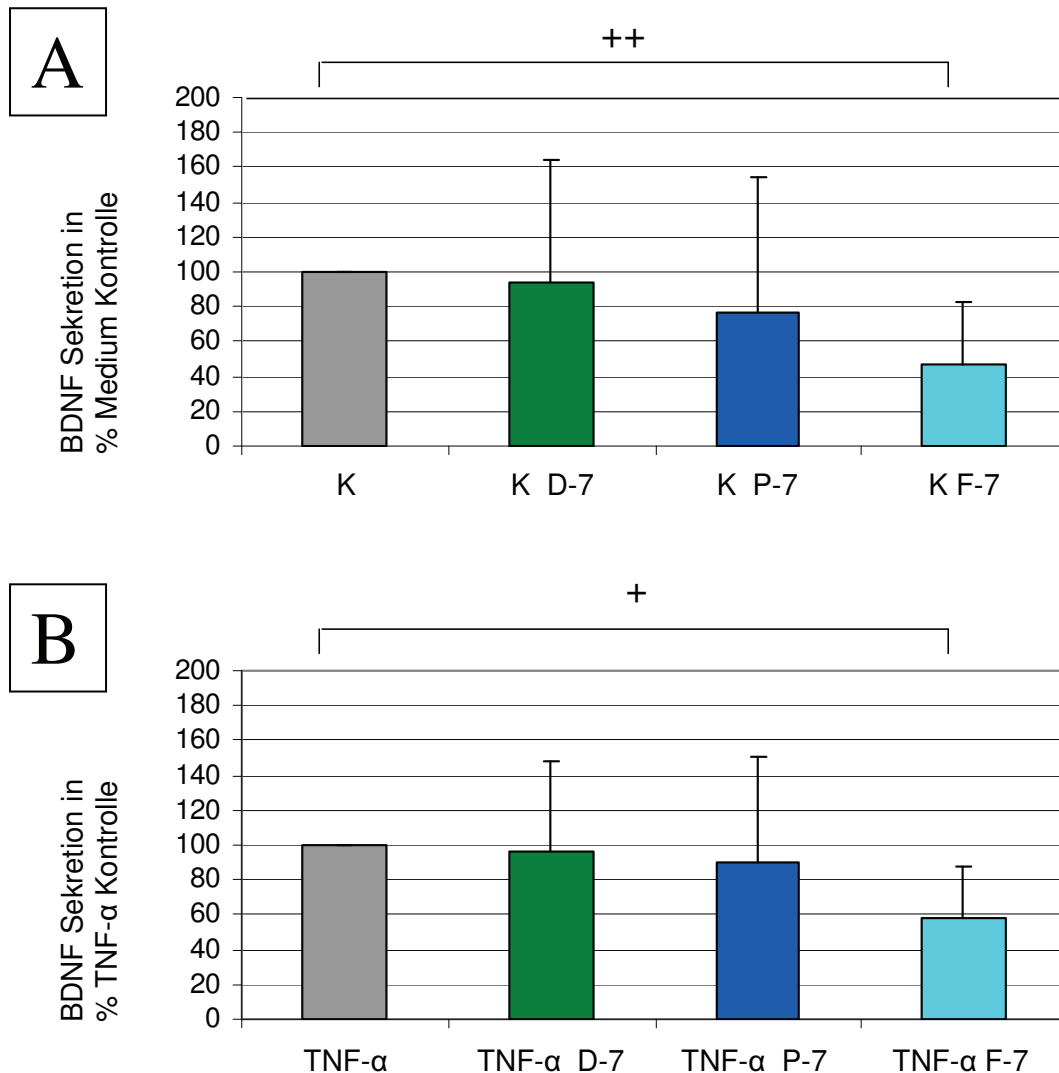 A
++
BDNF Sekretion in
% Medium Kontrolle
200
180
160
140
120
100
80
60
40
20
0
K
K D-7
K P-7
K F-7
B
+
BDNF Sekretion in
% TNF-α Kontrolle
200
180
160
140
120
100
80
60
40
20
0
TNF-α
TNF-α D-7
TNF-α P-7
TNF-α F-7